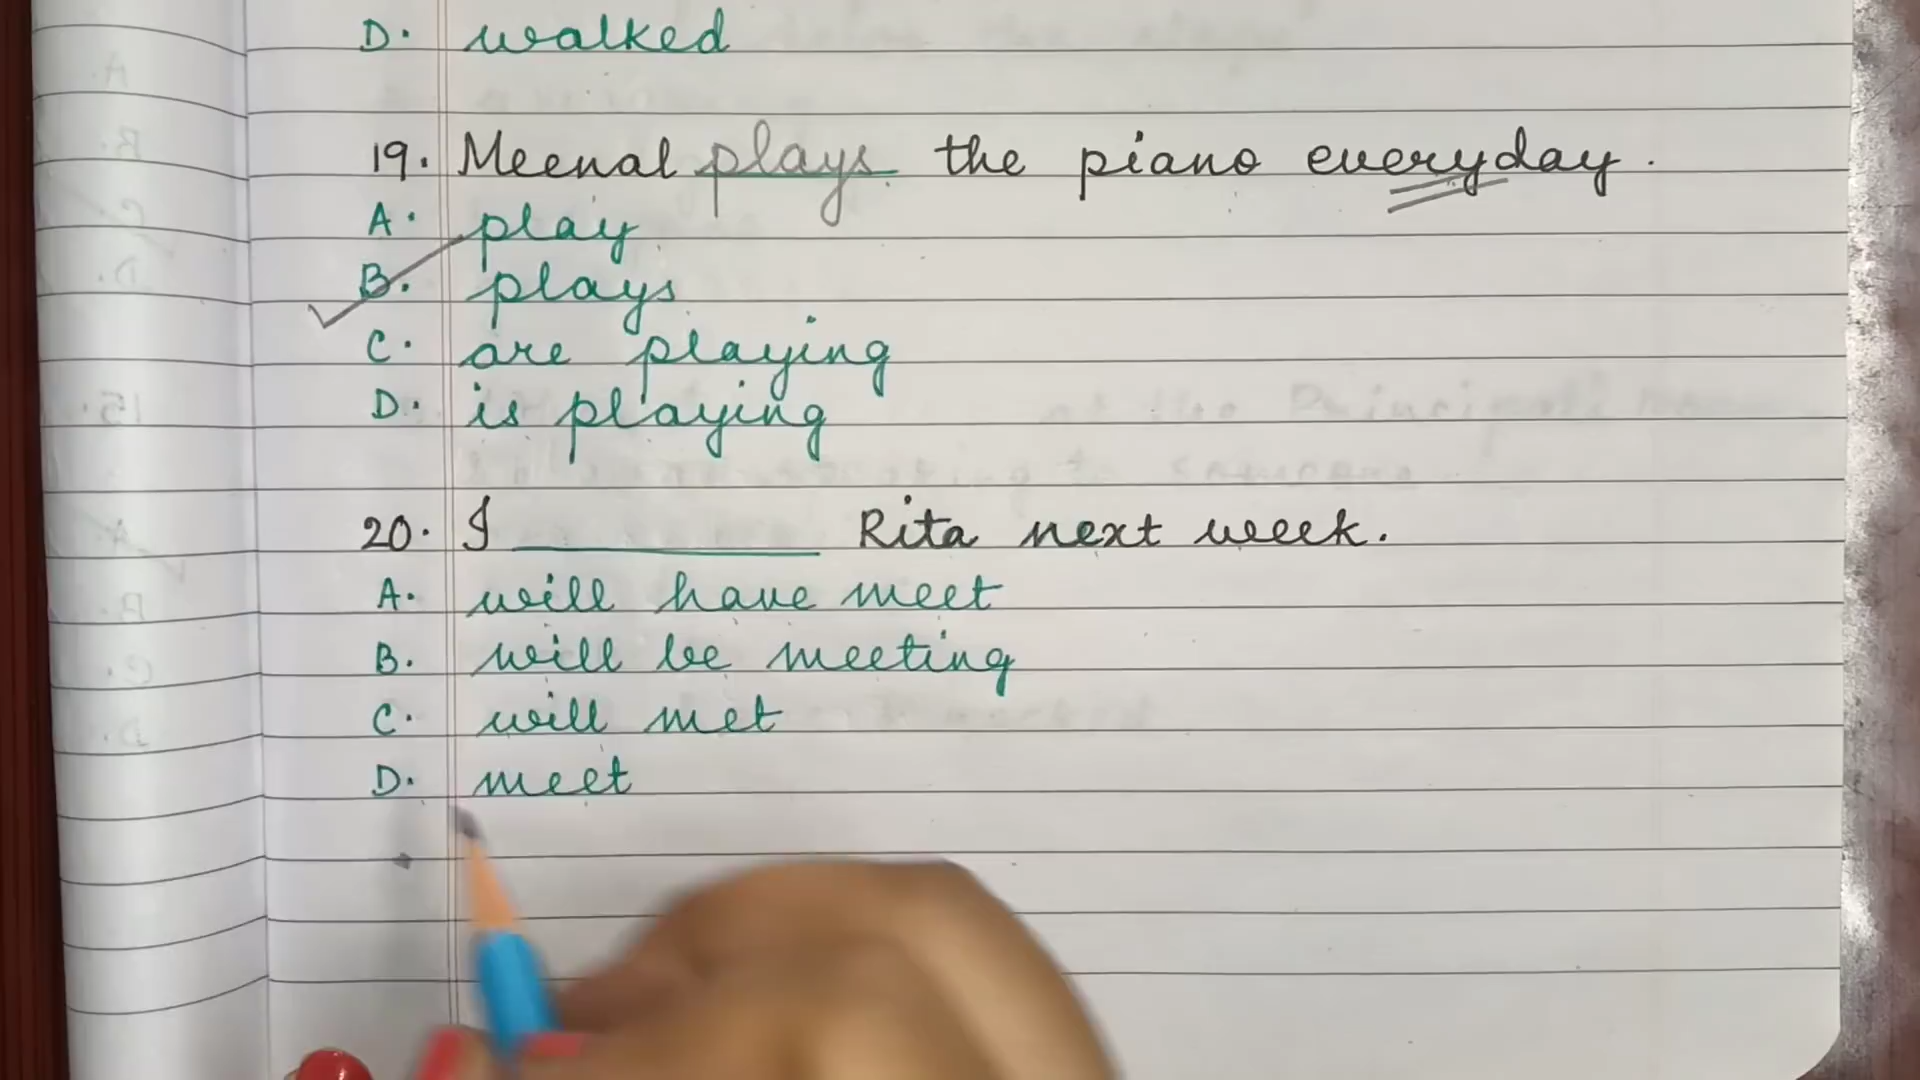 D. walked
19. Meenal plays the piano everyday.
A. play
B. plays
C. are playing
D. is playing
20. I ________ Rita next week.
A. will have meet
B. will be meeting
C. will met
D. meet